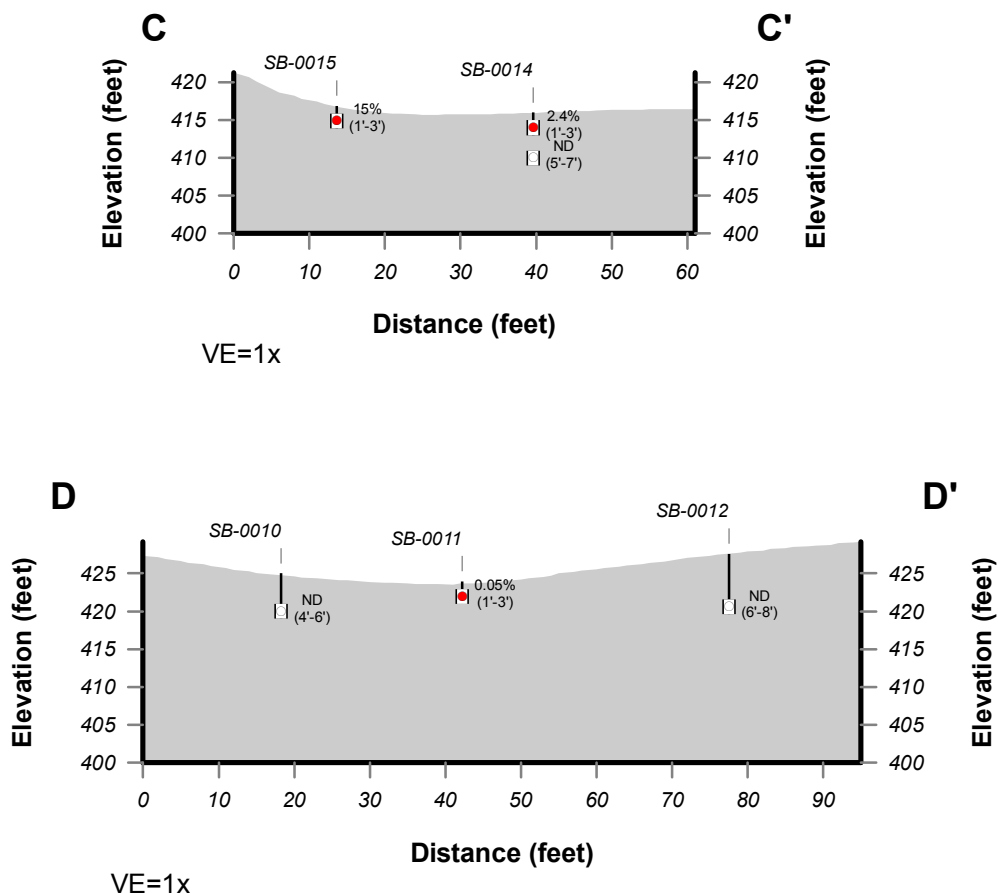 C
C'
SB-0015
SB-0014
Elevation (feet)
420
415
410
405
400
15%
(1'-3')
2.4%
(1'-3')
ND
(5'-7')
420
415
410
405
400
Elevation (feet)
0 10 20 30 40 50 60
Distance (feet)
VE=1x
D
D'
SB-0010
SB-0011
SB-0012
Elevation (feet)
425
420
415
410
405
400
ND
(4'-6')
0.05%
(1'-3')
ND
(6'-8')
425
420
415
410
405
400
Elevation (feet)
0 10 20 30 40 50 60 70 80 90
Distance (feet)
VE=1x